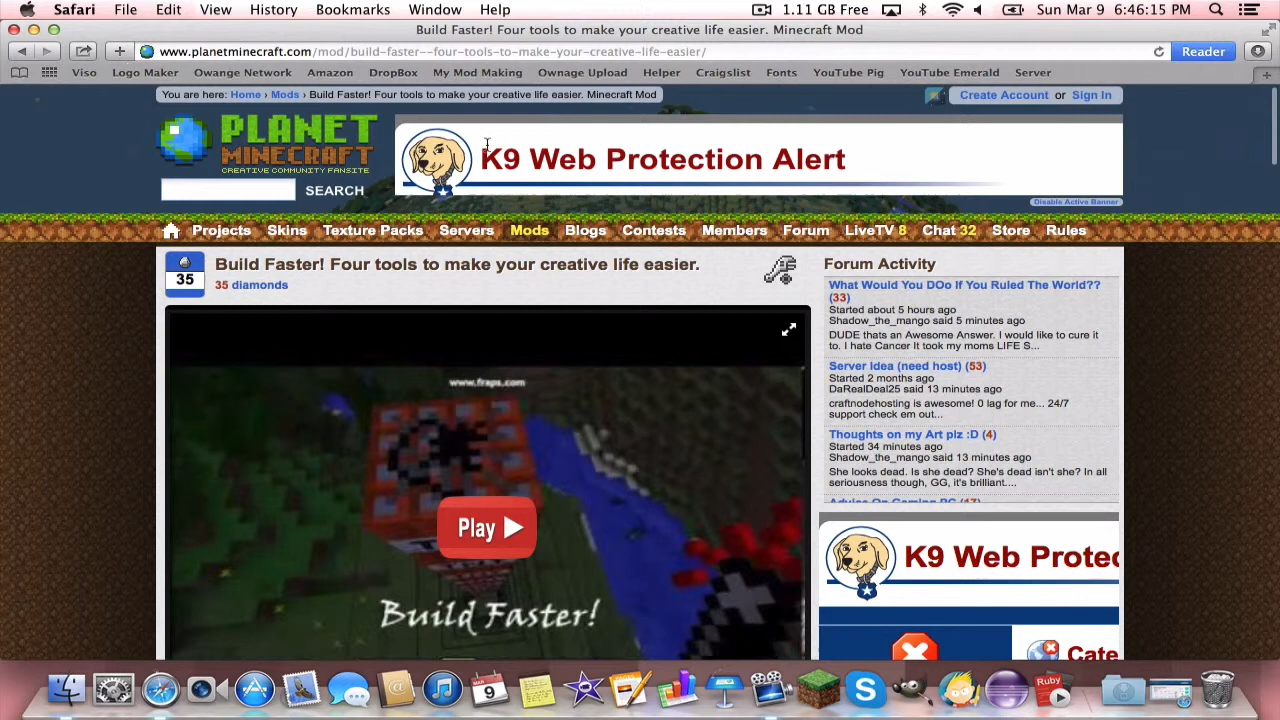 Safari File Edit View History Bookmarks Window Help 1.11 GB Free Sun Mar 9 6:46:15 PM
Build Faster! Four tools to make your creative life easier. Minecraft Mod
www.planetminecraft.com/mod/build-faster--four-tools-to-make-your-creative-life-easier/ Reader
Viso Logo Maker Owange Network Amazon DropBox My Mod Making Ownage Upload Helper Craigslist Fonts YouTube Pig YouTube Emerald Server
You are here: Home › Mods › Build Faster! Four tools to make your creative life easier. Minecraft Mod
Create Account or Sign In
PLANET
MINECRAFT
CREATIVE COMMUNITY FANSITE
K9 Web Protection Alert
SEARCH
Disable Active Banner
Projects Skins Texture Packs Servers Mods Blogs Contests Members Forum LiveTV 8 Chat 32 Store Rules
35
Build Faster! Four tools to make your creative life easier.
35 diamonds
www.fraps.com
Play
Build Faster!
Forum Activity
What Would You DOo If You Ruled The World??
(33)
Started about 5 hours ago
Shadow_the_mango said 5 minutes ago
DUDE thats an Awesome Answer. I would like to cure it
to. I hate Cancer It took my moms LIFE S...
Server Idea (need host) (53)
Started 2 months ago
DaRealDeal25 said 13 minutes ago
craftnodehosting is awesome! 0 lag for me... 24/7
support check em out...
Thoughts on my Art plz :D (4)
Started 34 minutes ago
Shadow_the_mango said 13 minutes ago
She looks dead. Is she dead? She's dead isn't she? In all
seriousness though, GG, it's brilliant....
Advice On Gaming PC (17)
K9 Web Protec
Cate
MAR
9
Ruby